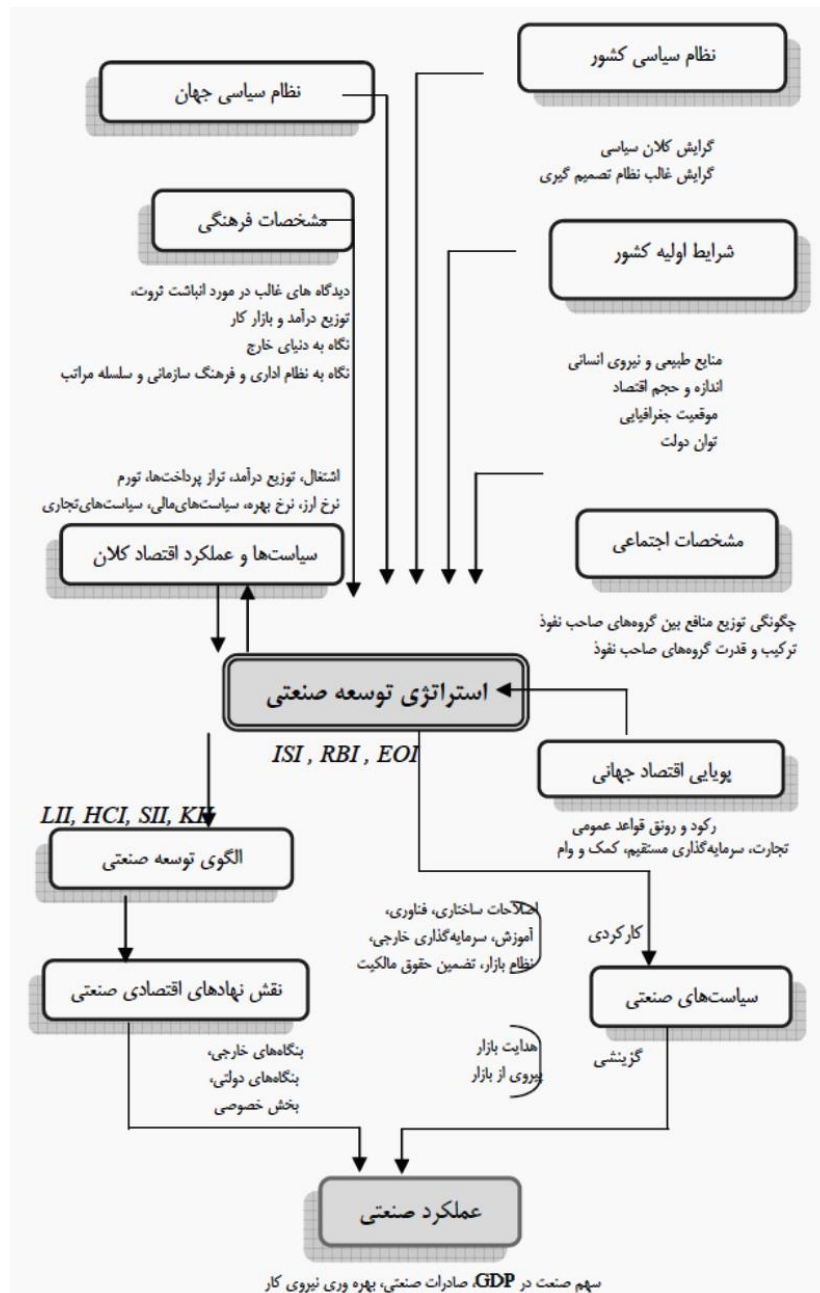 نظام سیاسی کشور
نظام سیاسی جهان
گرایش کلان سیاسی
گرایش غالب نظام تصمیم گیری
مشخصات فرهنگی
شرایط اولیه کشور
دیدگاه های غالب در مورد انباشت ثروت،
توزیع درآمد و بازار کار
نگاه به دنیای خارج
نگاه به نظام اداری و فرهنگ سازمانی و سلسله مراتب
منابع طبیعی و نیروی انسانی
اندازه و حجم اقتصاد
موقعیت جغرافیایی
توان دولت
اشتغال، توزیع درآمد، تراز پرداخت‌ها، تورم
نرخ ارز، نرخ بهره، سیاست‌های‌مالی، سیاست‌های‌تجاری
سیاست‌ها و عملکرد اقتصاد کلان
مشخصات اجتماعی
چگونگی توزیع منافع بین گروه‌های صاحب نفوذ
ترکیب و قدرت گروه‌های صاحب نفوذ
استراتژی توسعه صنعتی
ISI , RBI , EOI
پویایی اقتصاد جهانی
رکود و رونق قواعد عمومی
تجارت، سرمایه‌گذاری مستقیم، کمک و وام
LII, HCI, SII,
الگوی توسعه صنعتی
اصلاحات ساختاری، فناوری،
آموزش، سرمایه‌گذاری خارجی،
نظام بازار، تضمین حقوق مالکیت
کارکردی
سیاست‌های صنعتی
گزینشی
نقش نهادهای اقتصادی صنعتی
هدایت بازار
پیروی از بازار
بنگاه‌های خارجی،
بنگاه‌های دولتی،
بخش خصوصی
عملکرد صنعتی
سهم صنعت در GDP، صادرات صنعتی، بهره وری نیروی کار